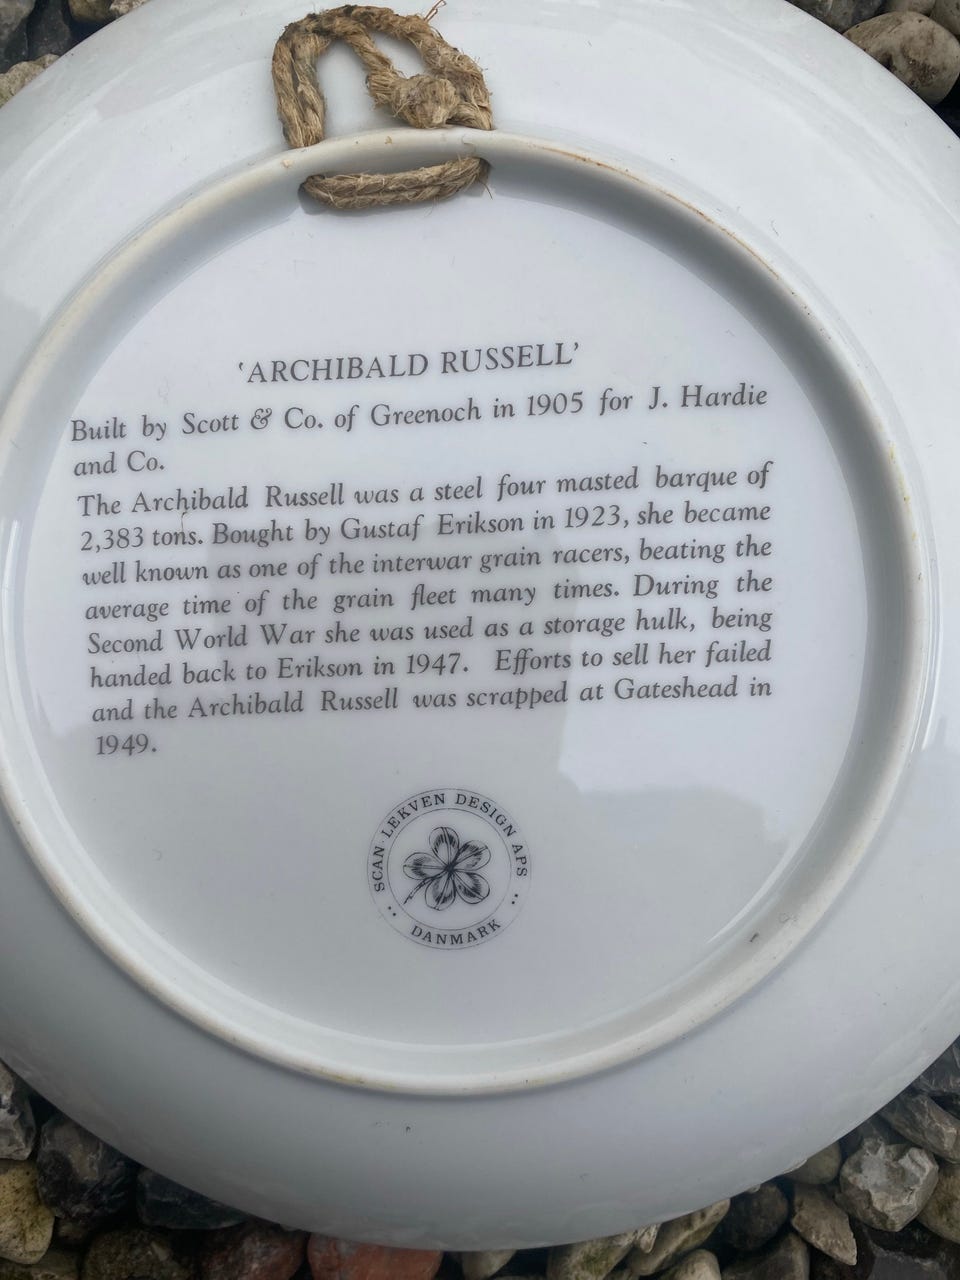 ‘ARCHIBALD RUSSELL’
Built by Scott & Co. of Greenoch in 1905 for J. Hardie
and Co.
The Archibald Russell was a steel four masted barque of
2,383 tons. Bought by Gustaf Erikson in 1923, she became
well known as one of the interwar grain racers, beating the
average time of the grain fleet many times. During the
Second World War she was used as a storage hulk, being
handed back to Erikson in 1947. Efforts to sell her failed
and the Archibald Russell was scrapped at Gateshead in
1949.
SCAN · LEKVEN DESIGN APS
·· DANMARK ··